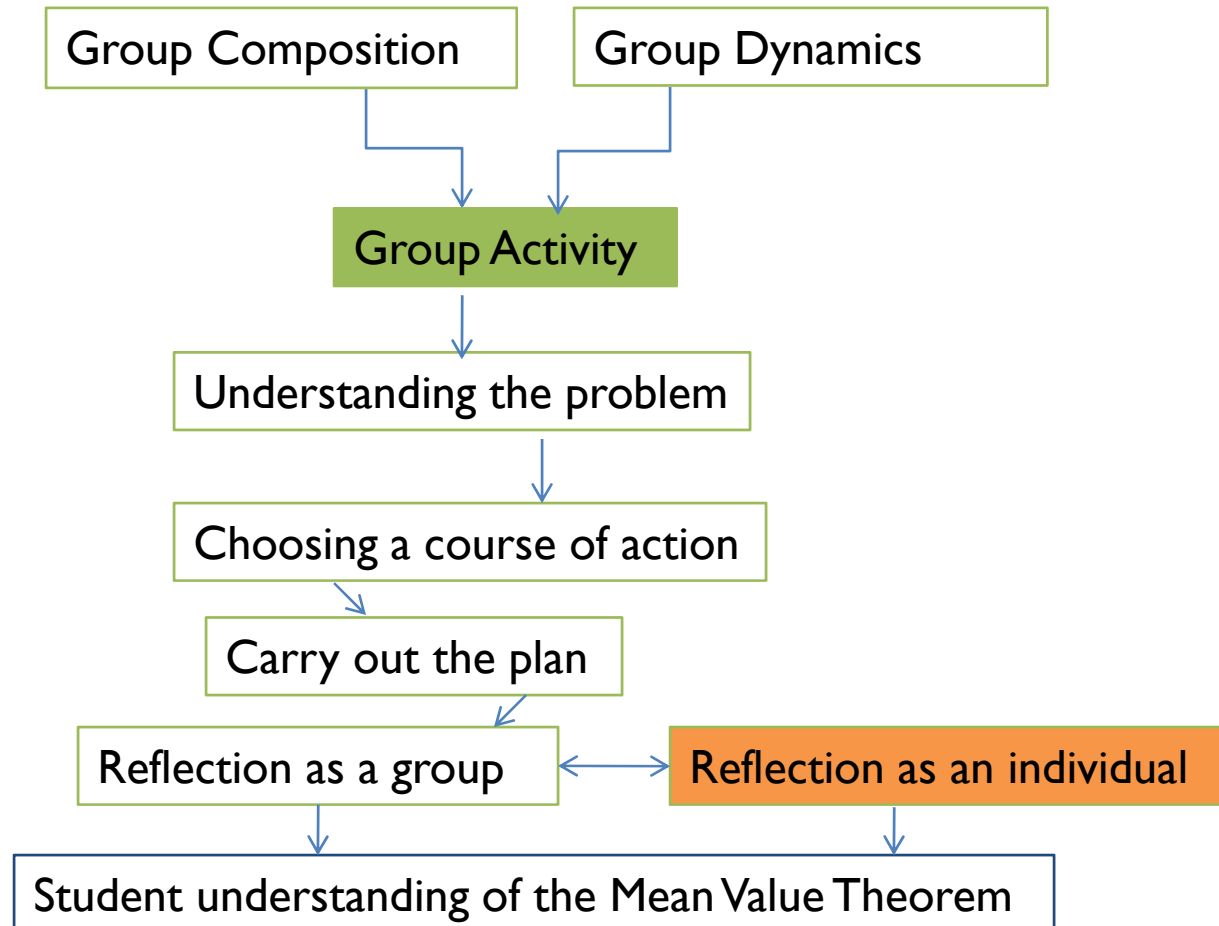 Group Composition
Group Dynamics
Group Activity
Understanding the problem
Choosing a course of action
Carry out the plan
Reflection as a group
Reflection as an individual
Student understanding of the Mean Value Theorem